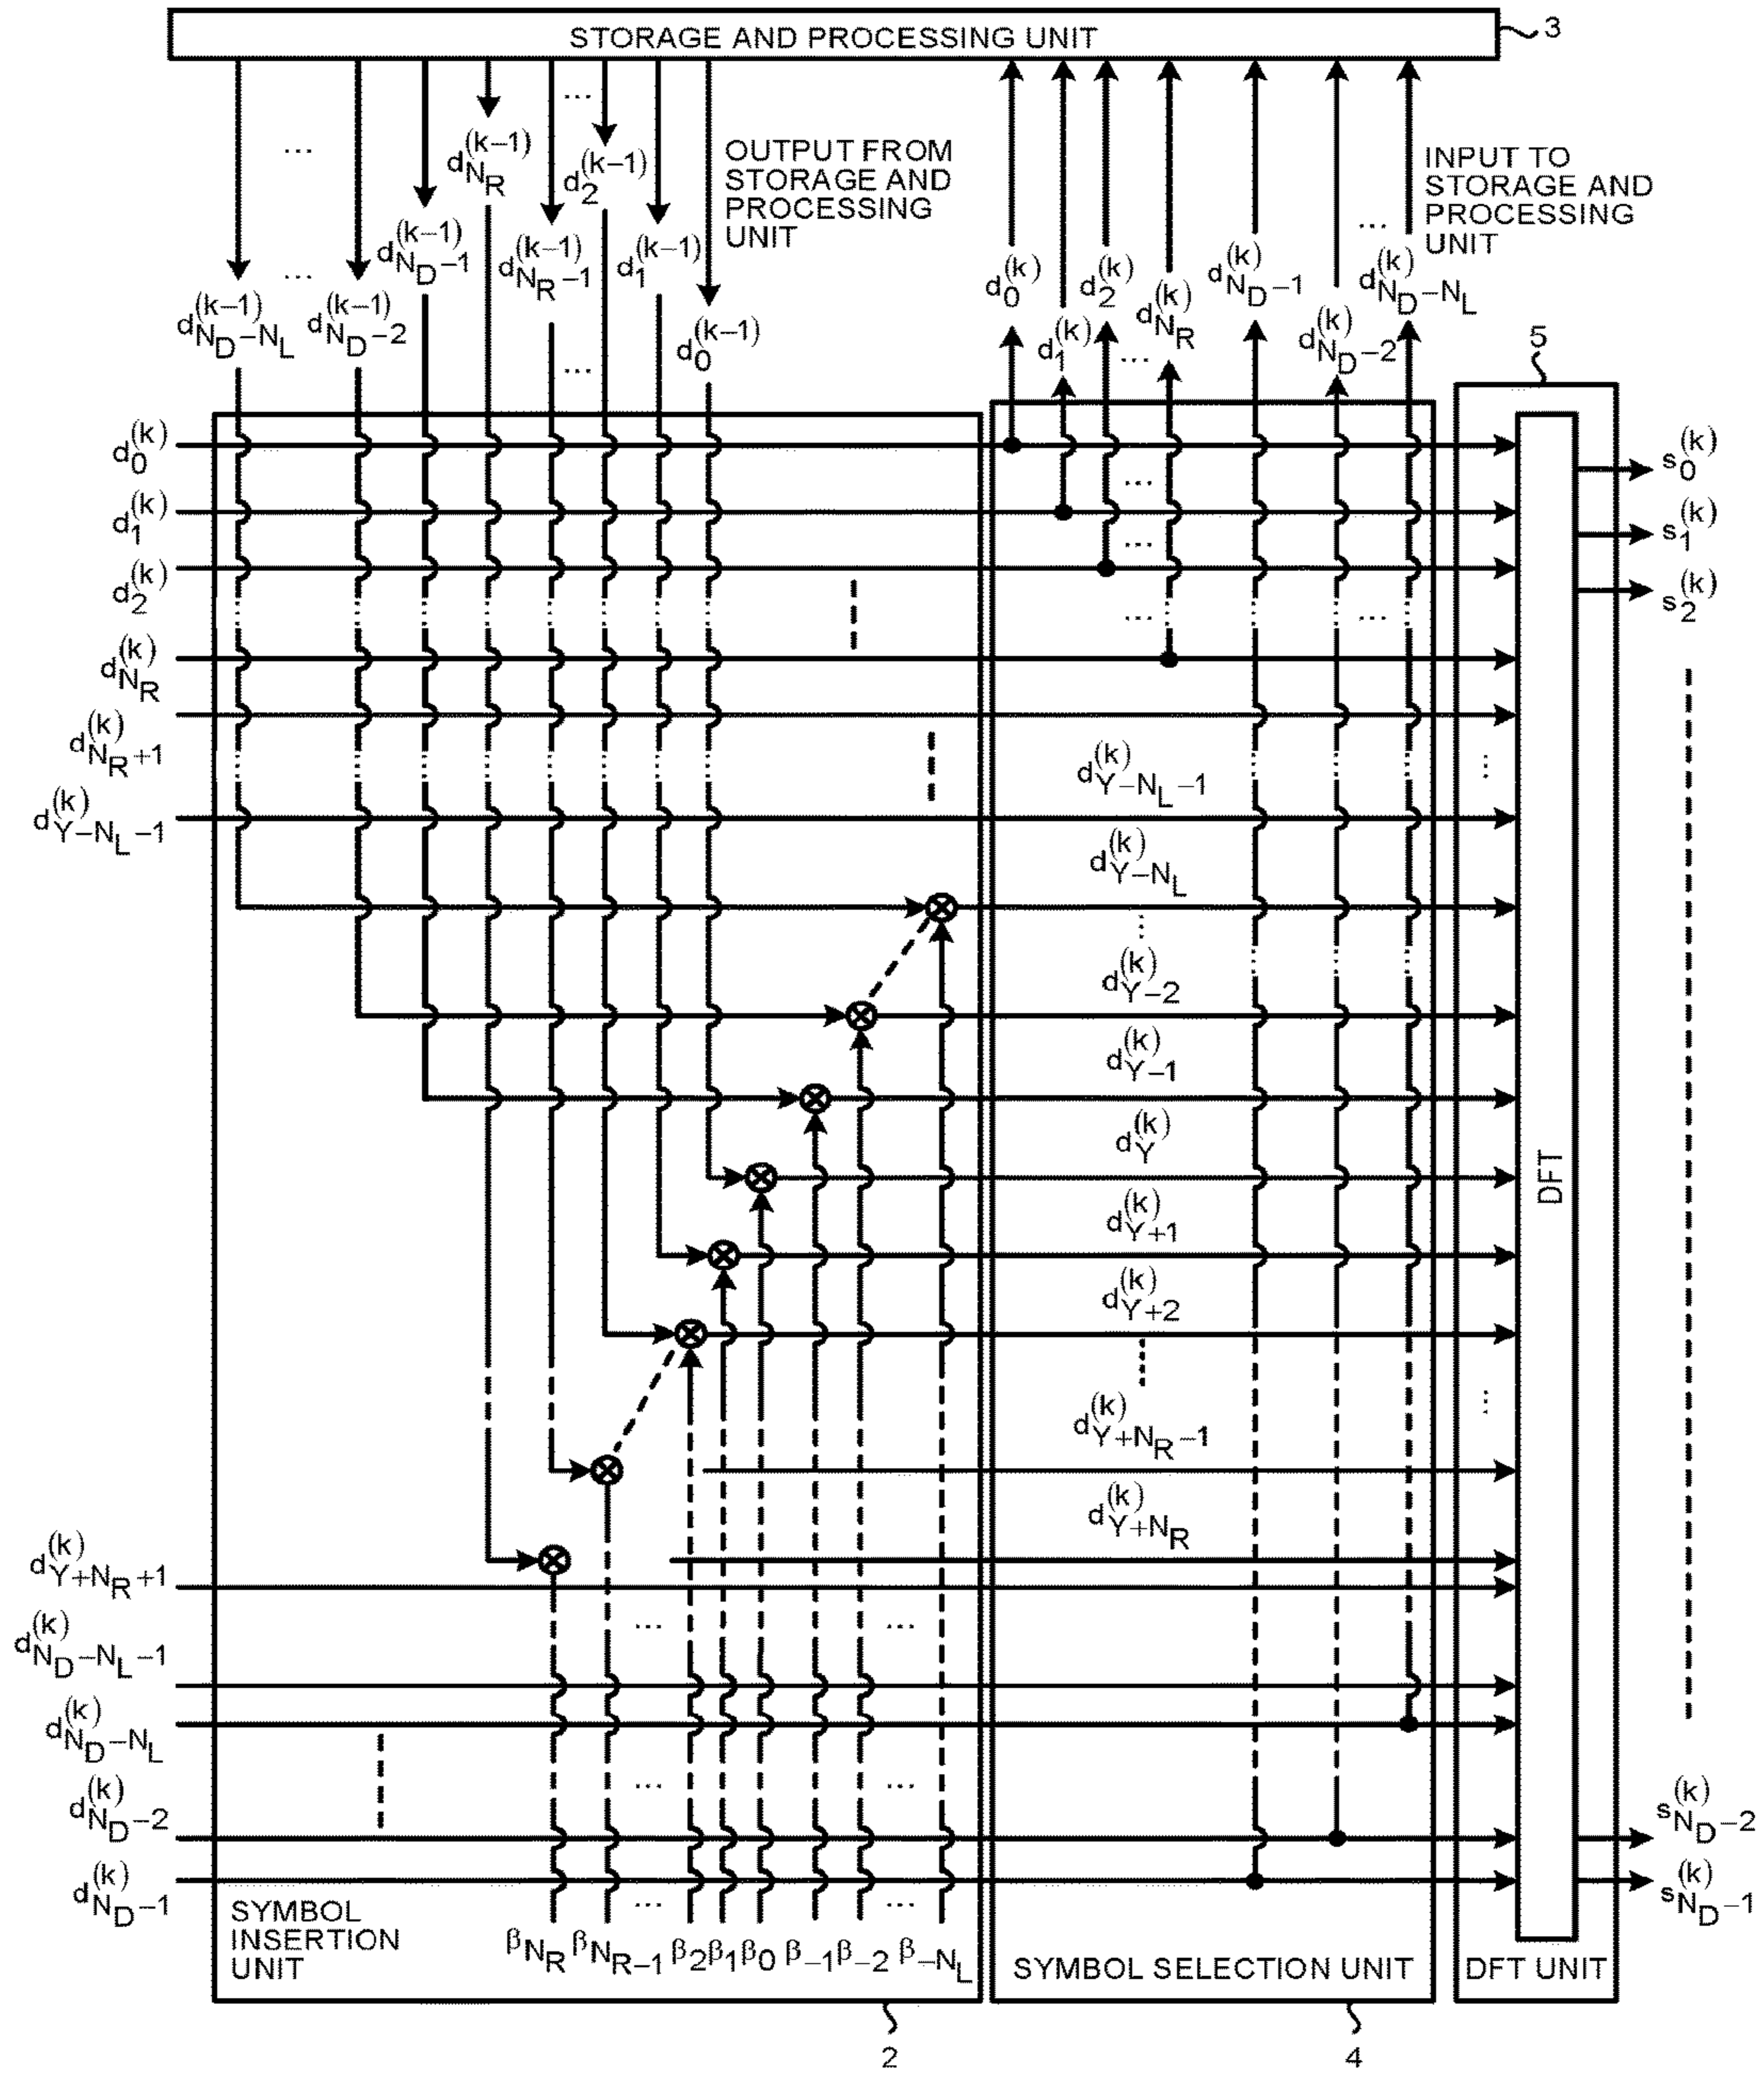 STORAGE AND PROCESSING UNIT
3
OUTPUT FROM
STORAGE AND
PROCESSING
UNIT
INPUT TO
STORAGE AND
PROCESSING
UNIT
d_{N_D-N_L}^{(k-1)}
...
...
d_{N_D-2}^{(k-1)}
d_{N_D-1}^{(k-1)}
d_{N_R}^{(k-1)}
d_{N_R-1}^{(k-1)}
...
...
d_2^{(k-1)}
d_1^{(k-1)}
d_0^{(k-1)}
d_0^{(k)}
d_1^{(k)}
d_2^{(k)}
...
d_{N_R}^{(k)}
d_{N_D-1}^{(k)}
d_{N_D-2}^{(k)}
...
d_{N_D-N_L}^{(k)}
5
d_0^{(k)}
d_1^{(k)}
d_2^{(k)}
d_{N_R}^{(k)}
d_{N_R+1}^{(k)}
d_{Y-N_L-1}^{(k)}
d_{Y+N_R+1}^{(k)}
d_{N_D-N_L-1}^{(k)}
d_{N_D-N_L}^{(k)}
d_{N_D-2}^{(k)}
d_{N_D-1}^{(k)}
d_{Y-N_L-1}^{(k)}
d_{Y-N_L}^{(k)}
d_{Y-2}^{(k)}
d_{Y-1}^{(k)}
d_Y^{(k)}
d_{Y+1}^{(k)}
d_{Y+2}^{(k)}
d_{Y+N_R-1}^{(k)}
d_{Y+N_R}^{(k)}
DFT
s_0^{(k)}
s_1^{(k)}
s_2^{(k)}
s_{N_D-2}^{(k)}
s_{N_D-1}^{(k)}
SYMBOL
INSERTION
UNIT
β_{N_R} β_{N_R-1} β_2 β_1 β_0 β_{-1} β_{-2} β_{-N_L}
SYMBOL SELECTION UNIT
DFT UNIT
2
4